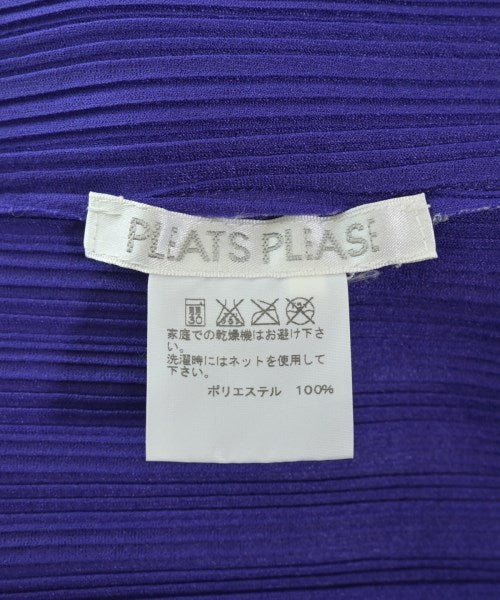 PLEATS PLEASE
30
家庭での乾燥機はお避け下さ
い。
洗濯時にはネットを使用して
下さい。
ポリエステル 100%